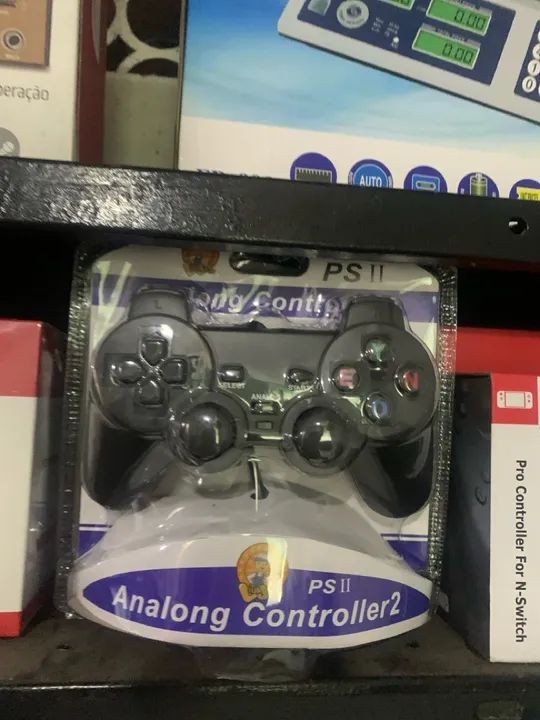 0.00
0.00
peração
AUTO
PS II
long Contro
L
SELECT
START
ANALOG
PS II
Analong Controller2
Pro Controller For N-Switch